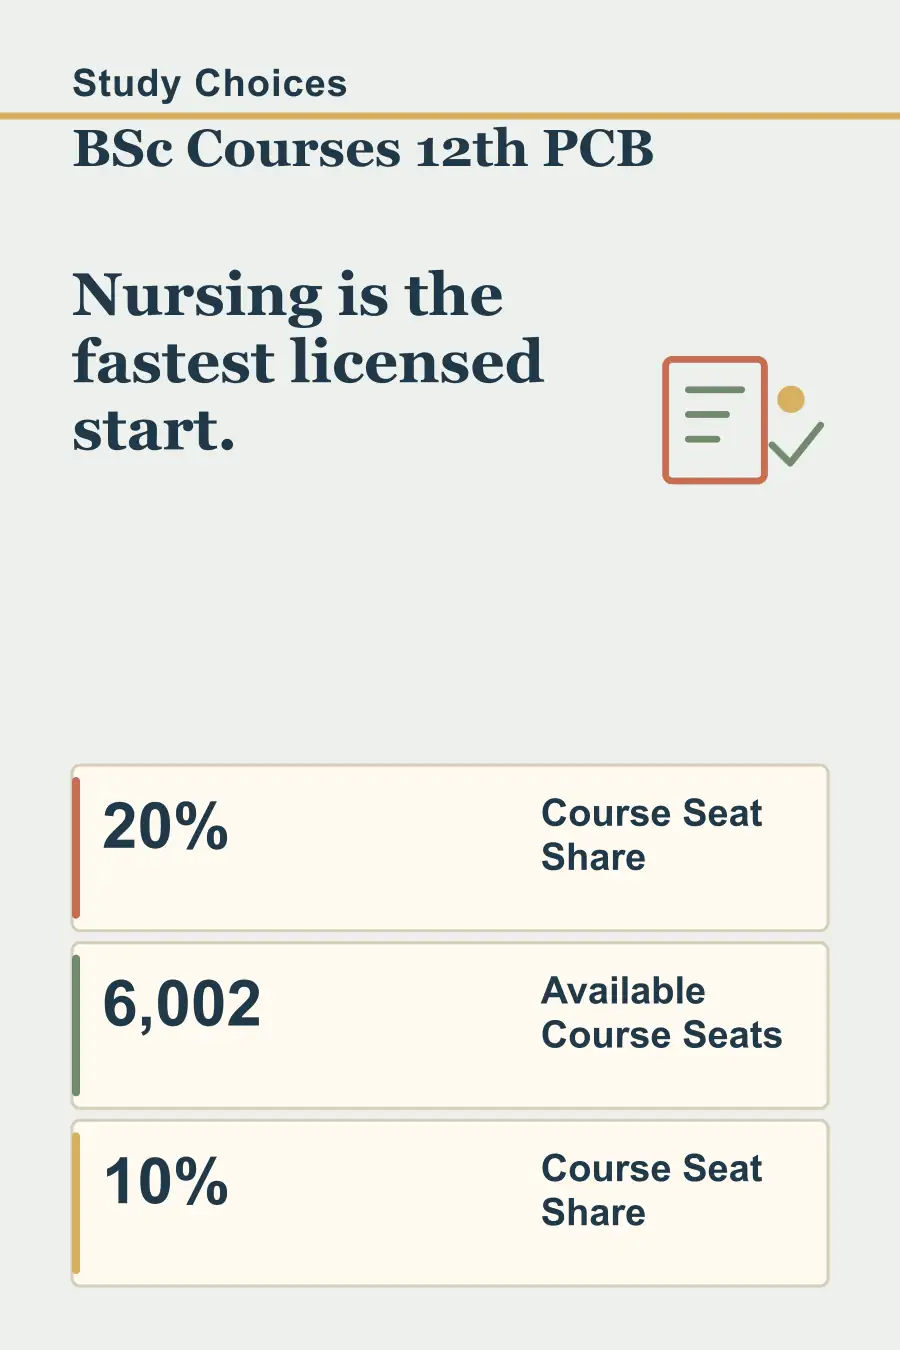 Study Choices
BSc Courses 12th PCB
Nursing is the
fastest licensed
start.
20%
Course Seat
Share
6,002
Available
Course Seats
10%
Course Seat
Share